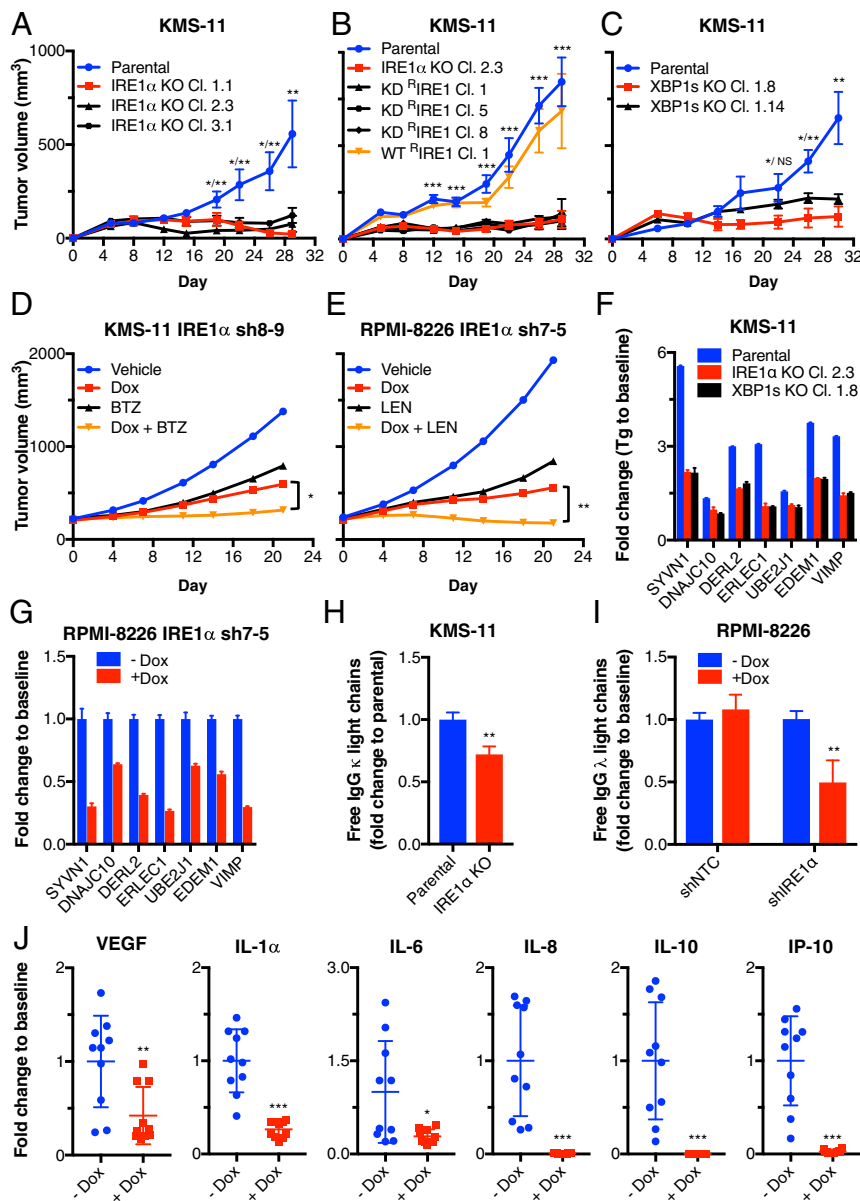 A
KMS-11
Tumor volume (mm³)
1000
500
0
Parental
IRE1α KO Cl. 1.1
IRE1α KO Cl. 2.3
IRE1α KO Cl. 3.1
*/**
*/**
*/**
**
0 4 8 12 16 20 24 28 32
Day
B
KMS-11
Parental
IRE1α KO Cl. 2.3
KD ᴿIRE1 Cl. 1
KD ᴿIRE1 Cl. 5
KD ᴿIRE1 Cl. 8
WT ᴿIRE1 Cl. 1
***
***
***
***
***
***
0 4 8 12 16 20 24 28 32
Day
C
KMS-11
Parental
XBP1s KO Cl. 1.8
XBP1s KO Cl. 1.14
*/ NS
*/**
**
0 4 8 12 16 20 24 28 32
Day
D
KMS-11 IRE1α sh8-9
Tumor volume (mm³)
2000
1000
0
Vehicle
Dox
BTZ
Dox + BTZ
*
0 4 8 12 16 20 24
Day
E
RPMI-8226 IRE1α sh7-5
Vehicle
Dox
LEN
Dox + LEN
**
0 4 8 12 16 20 24
Day
F
KMS-11
Fold change (Tg to baseline)
6
3
0
Parental
IRE1α KO Cl. 2.3
XBP1s KO Cl. 1.8
SYVN1
DNAJC10
DERL2
ERLEC1
UBE2J1
EDEM1
VIMP
G
RPMI-8226 IRE1α sh7-5
Fold change to baseline
1.5
1.0
0.5
0.0
- Dox
+Dox
SYVN1
DNAJC10
DERL2
ERLEC1
UBE2J1
EDEM1
VIMP
H
KMS-11
Free IgG κ light chains
(fold change to parental)
1.5
1.0
0.5
0.0
**
Parental
IRE1α KO
I
RPMI-8226
Free IgG λ light chains
(fold change to baseline)
1.5
1.0
0.5
0.0
- Dox
+Dox
**
shNTC
shIRE1α
J
Fold change to baseline
VEGF
2
1
0
**
- Dox
+ Dox
IL-1α
2
1
0
***
- Dox
+ Dox
IL-6
3.0
1.5
0.0
*
- Dox
+ Dox
IL-8
2
1
0
***
- Dox
+ Dox
IL-10
2
1
0
***
- Dox
+ Dox
IP-10
2
1
0
***
- Dox
+ Dox